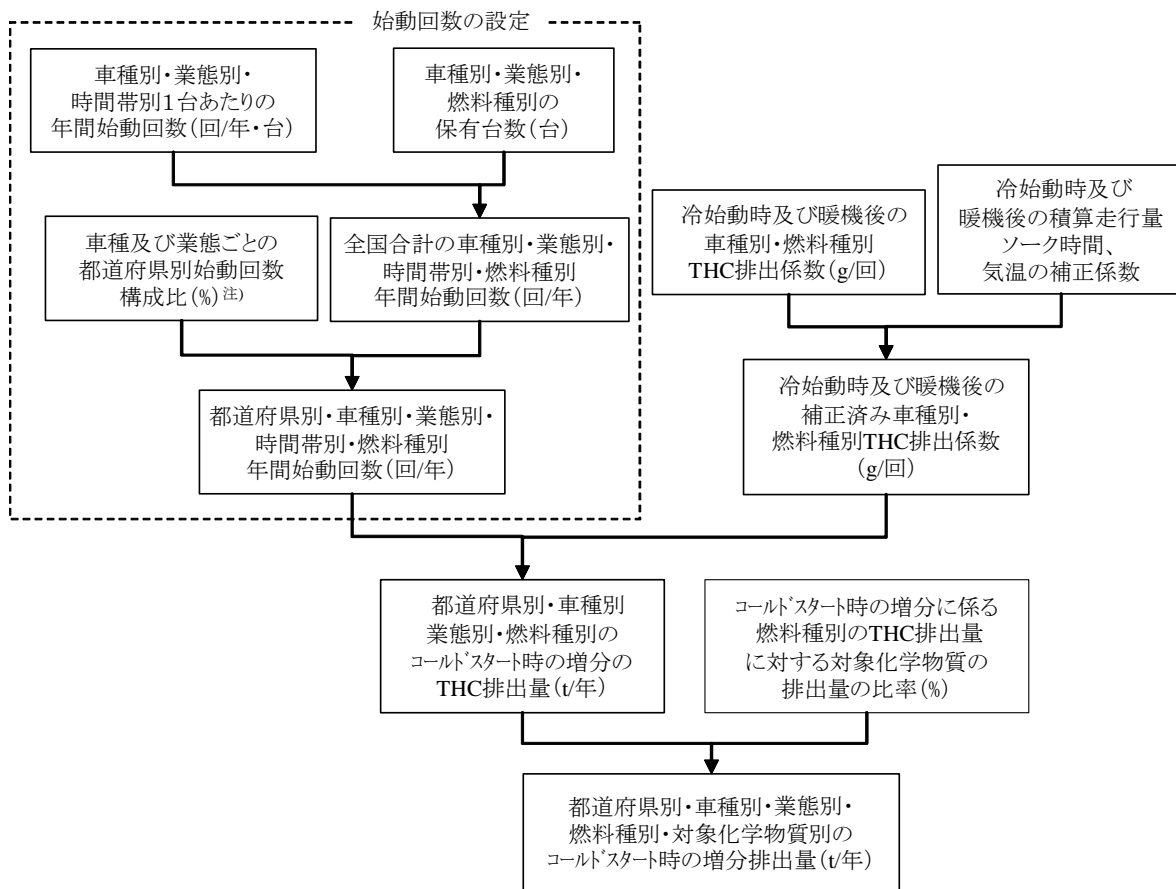 始動回数の設定
車種別・業態別・
時間帯別１台あたりの
年間始動回数(回/年・台)
車種別・業態別・
燃料種別の
保有台数(台)
車種及び業態ごとの
都道府県別始動回数
構成比(%)注)
全国合計の車種別・業態別・
時間帯別・燃料種別
年間始動回数(回/年)
冷始動時及び暖機後の
車種別・燃料種別
THC排出係数(g/回)
冷始動時及び
暖機後の積算走行量
ソーク時間、
気温の補正係数
都道府県別・車種別・業態別・
時間帯別・燃料種別
年間始動回数(回/年)
冷始動時及び暖機後の
補正済み車種別・
燃料種別THC排出係数
(g/回)
都道府県別・車種別
業態別・燃料種別の
ｺｰﾙﾄﾞｽﾀｰﾄ時の増分の
THC排出量(t/年)
ｺｰﾙﾄﾞｽﾀｰﾄ時の増分に係る
燃料種別のTHC排出量
に対する対象化学物質の
排出量の比率(%)
都道府県別・車種別・業態別・
燃料種別・対象化学物質別の
ｺｰﾙﾄﾞｽﾀｰﾄ時の増分排出量(t/年)